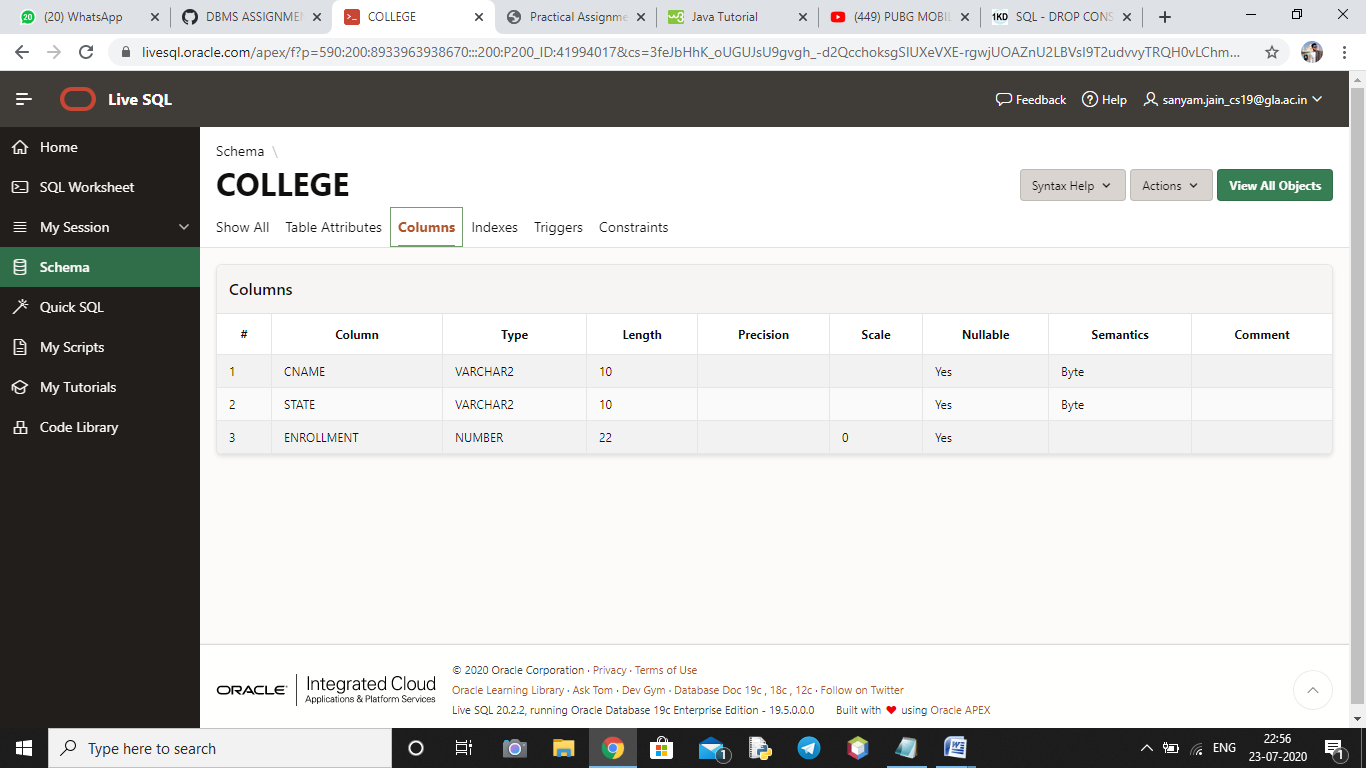 (20) WhatsApp
DBMS ASSIGNME
COLLEGE
Practical Assignme
Java Tutorial
(449) PUBG MOBIL
1KD SQL - DROP CONS
livesql.oracle.com/apex/f?p=590:200:8933963938670:::200:P200_ID:41994017&cs=3feJbHhK_oUGUJsU9gvgh_-d2QcchoksgSIUXeVXE-rgwjUOAZnU2LBVsI9T2udvvyTRQH0vLChm...
Live SQL
Feedback
Help
sanyam.jain_cs19@gla.ac.in
Home
SQL Worksheet
My Session
Schema
Quick SQL
My Scripts
My Tutorials
Code Library
Schema \
COLLEGE
Syntax Help
Actions
View All Objects
Show All Table Attributes Columns Indexes Triggers Constraints
Columns
# Column Type Length Precision Scale Nullable Semantics Comment
1 CNAME VARCHAR2 10 Yes Byte
2 STATE VARCHAR2 10 Yes Byte
3 ENROLLMENT NUMBER 22 0 Yes
ORACLE
Integrated Cloud
Applications & Platform Services
© 2020 Oracle Corporation · Privacy · Terms of Use
Oracle Learning Library · Ask Tom · Dev Gym · Database Doc 19c , 18c , 12c · Follow on Twitter
Live SQL 20.2.2, running Oracle Database 19c Enterprise Edition - 19.5.0.0.0 Built with ❤ using Oracle APEX
Type here to search
1
ENG
22:56
23-07-2020
1